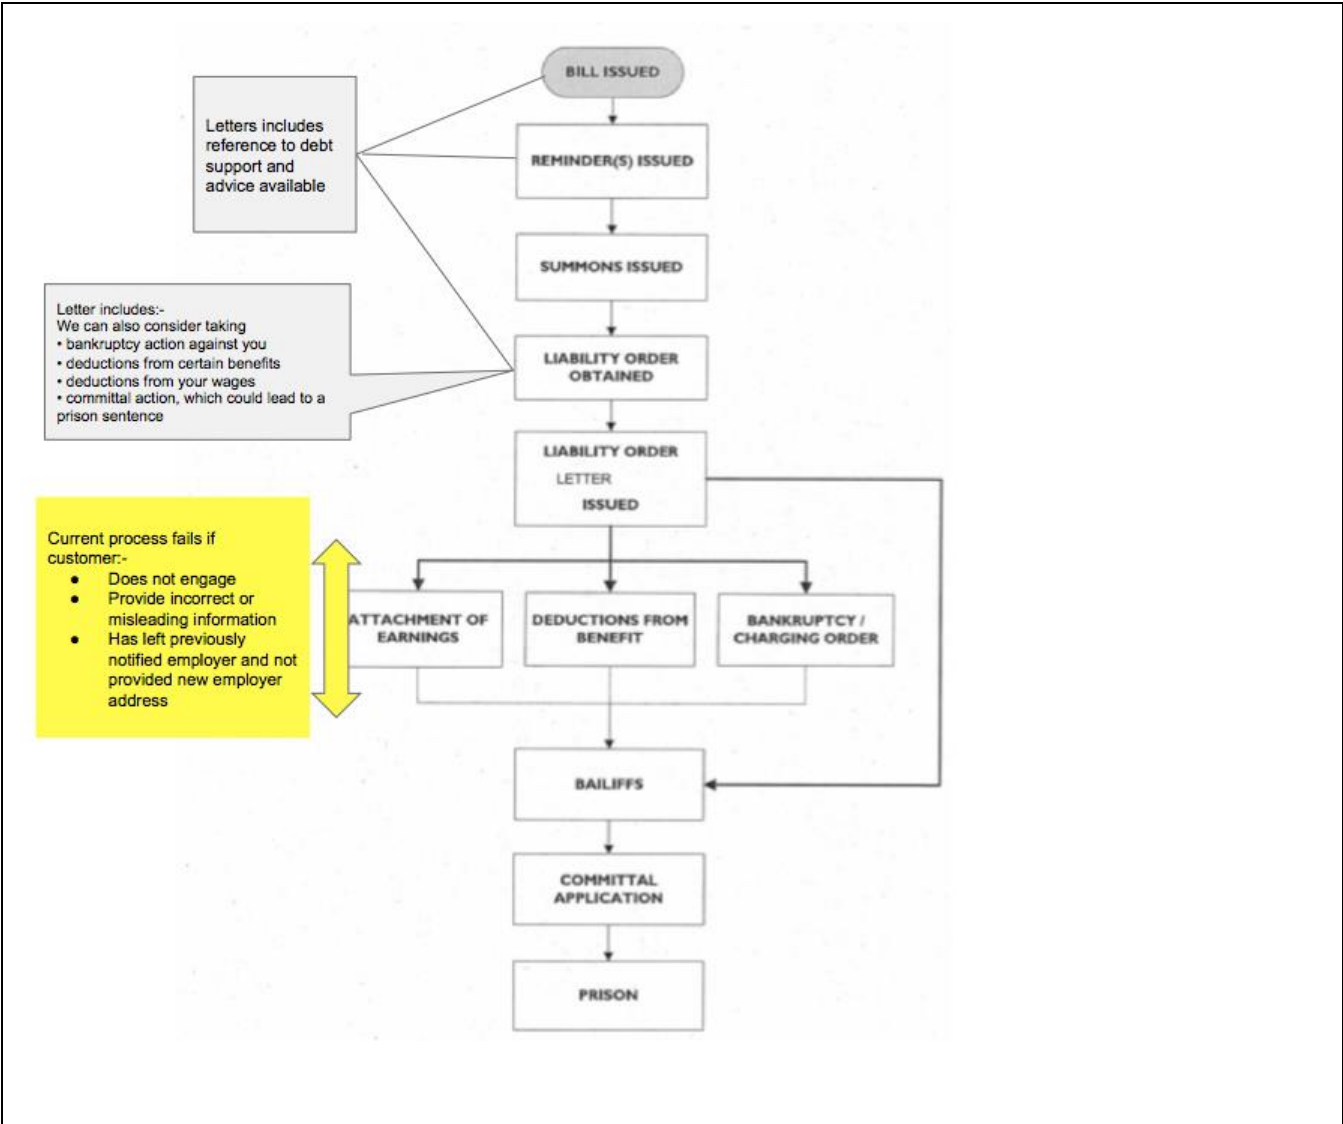 BILL ISSUED
Letters includes
reference to debt
support and
advice available
REMINDER(S) ISSUED
SUMMONS ISSUED
Letter includes:-
We can also consider taking
• bankruptcy action against you
• deductions from certain benefits
• deductions from your wages
• committal action, which could lead to a
prison sentence
LIABILITY ORDER
OBTAINED
LIABILITY ORDER
LETTER
ISSUED
Current process fails if
customer:-
● Does not engage
● Provide incorrect or
misleading information
● Has left previously
notified employer and not
provided new employer
address
ATTACHMENT OF
EARNINGS
DEDUCTIONS FROM
BENEFIT
BANKRUPTCY /
CHARGING ORDER
BAILIFFS
COMMITTAL
APPLICATION
PRISON